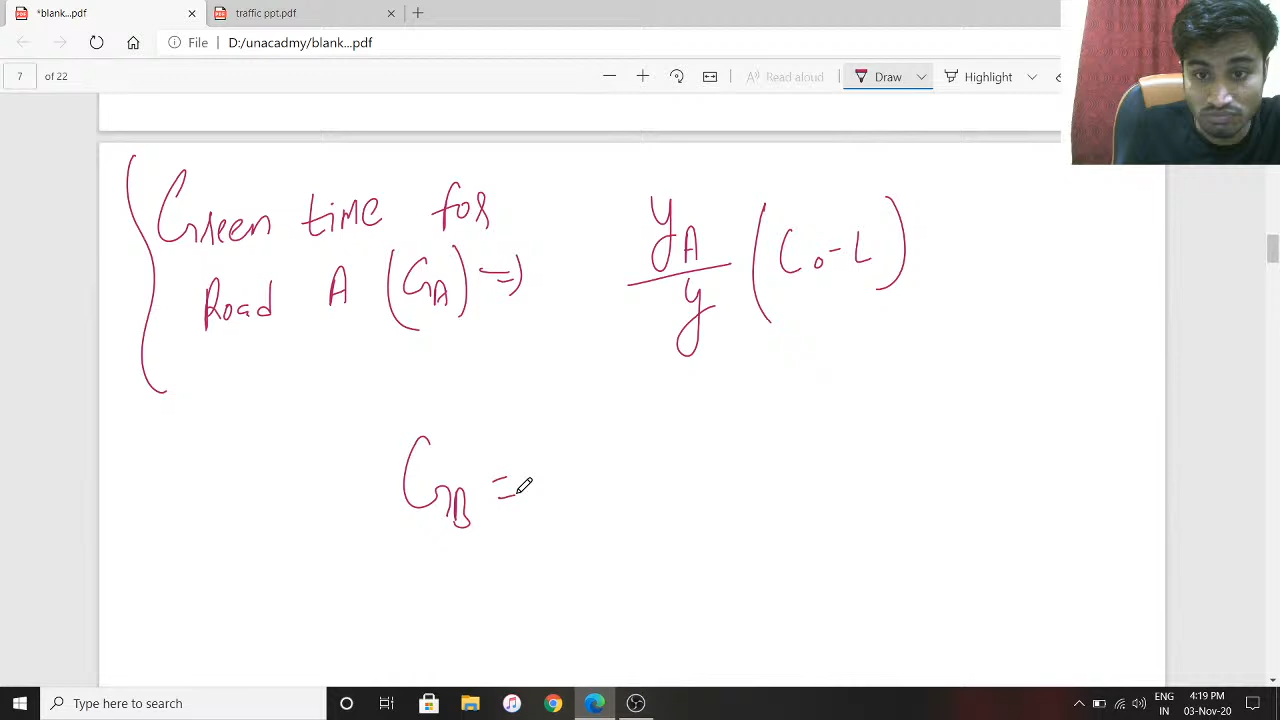 *blank..pdf
traffic ppt.pdf
File D:/unacadmy/blank...pdf
7 of 22 Read aloud Draw Highlight
Green time for
Road A (GA) => yA/y (Co-L)
GB =
Type here to search
ENG
IN
4:19 PM
03-Nov-20